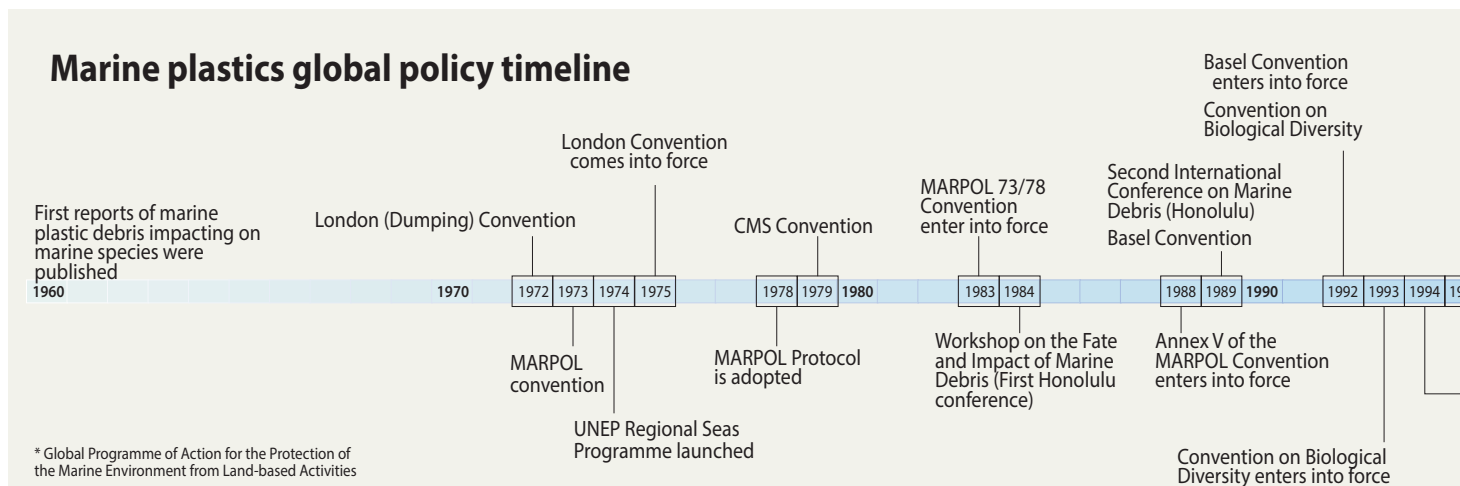 Marine plastics global policy timeline
Basel Convention
enters into force
Convention on
Biological Diversity
London Convention
comes into force
Second International
Conference on Marine
Debris (Honolulu)
Basel Convention
MARPOL 73/78
Convention
enter into force
First reports of marine
plastic debris impacting on
marine species were
published
London (Dumping) Convention
CMS Convention
1960 1970 1972 1973 1974 1975 1978 1979 1980 1983 1984 1988 1989 1990 1992 1993 1994
MARPOL
convention
UNEP Regional Seas
Programme launched
MARPOL Protocol
is adopted
Workshop on the Fate
and Impact of Marine
Debris (First Honolulu
conference)
Annex V of the
MARPOL Convention
enters into force
Convention on Biological
Diversity enters into force
* Global Programme of Action for the Protection of
the Marine Environment from Land-based Activities